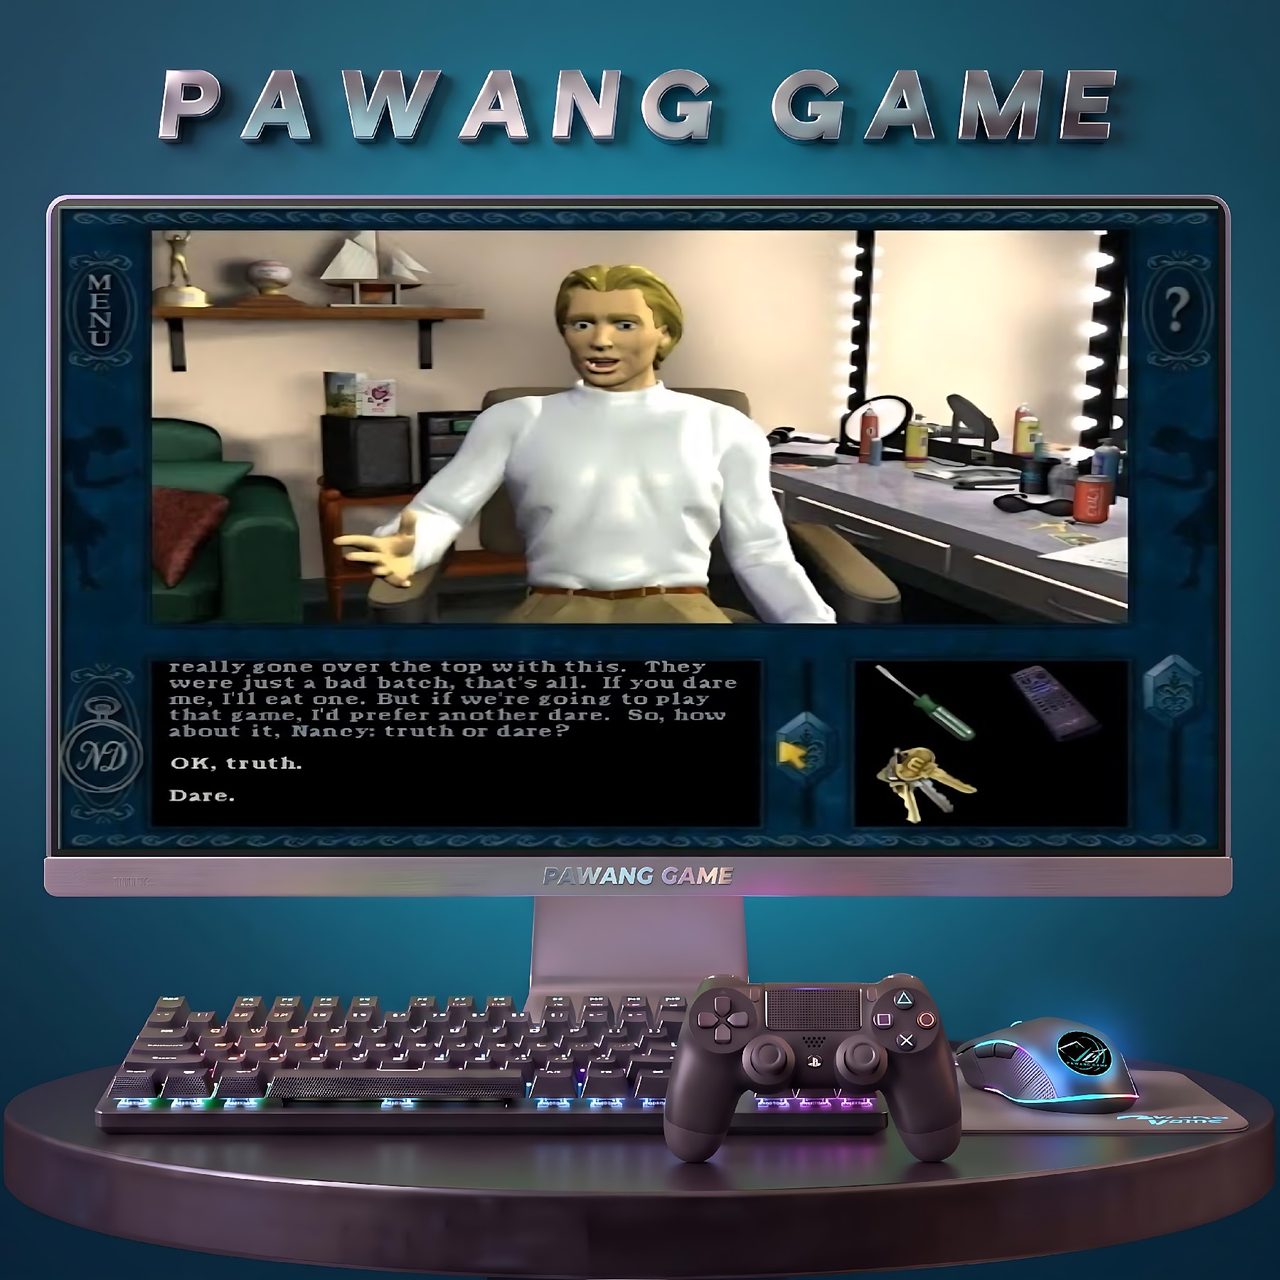 PAWANG GAME
MENU
?
really gone over the top with this. They
were just a bad batch, that's all. If you dare
me, I'll eat one. But if we're going to play
that game, I'd prefer another dare. So, how
about it, Nancy: truth or dare?
OK, truth.
Dare.
ND
E
PAWANG GAME